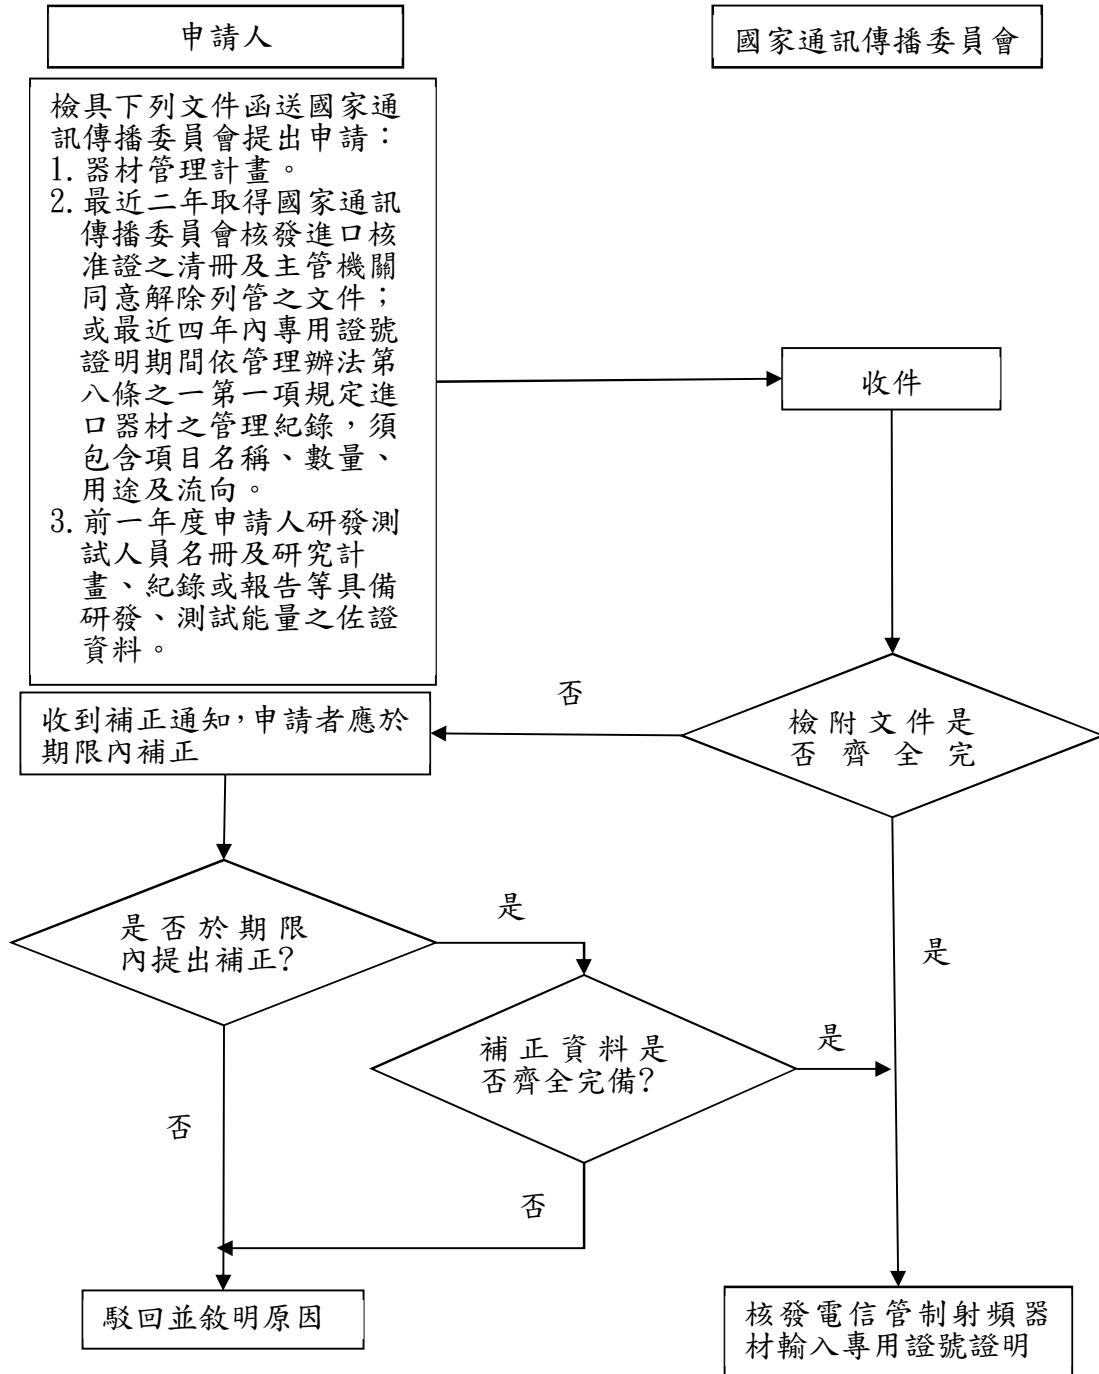 申請人
國家通訊傳播委員會
檢具下列文件函送國家通
訊傳播委員會提出申請：
1. 器材管理計畫。
2. 最近二年取得國家通訊
傳播委員會核發進口核
准證之清冊及主管機關
同意解除列管之文件；
或最近四年內專用證號
證明期間依管理辦法第
八條之一第一項規定進
口器材之管理紀錄，須
包含項目名稱、數量、
用途及流向。
3. 前一年度申請人研發測
試人員名冊及研究計
畫、紀錄或報告等具備
研發、測試能量之佐證
資料。
收件
否
檢附文件是
否齊全完
收到補正通知，申請者應於
期限內補正
是
是否於期限
內提出補正?
是
補正資料是
否齊全完備?
是
否
否
駁回並敘明原因
核發電信管制射頻器
材輸入專用證號證明